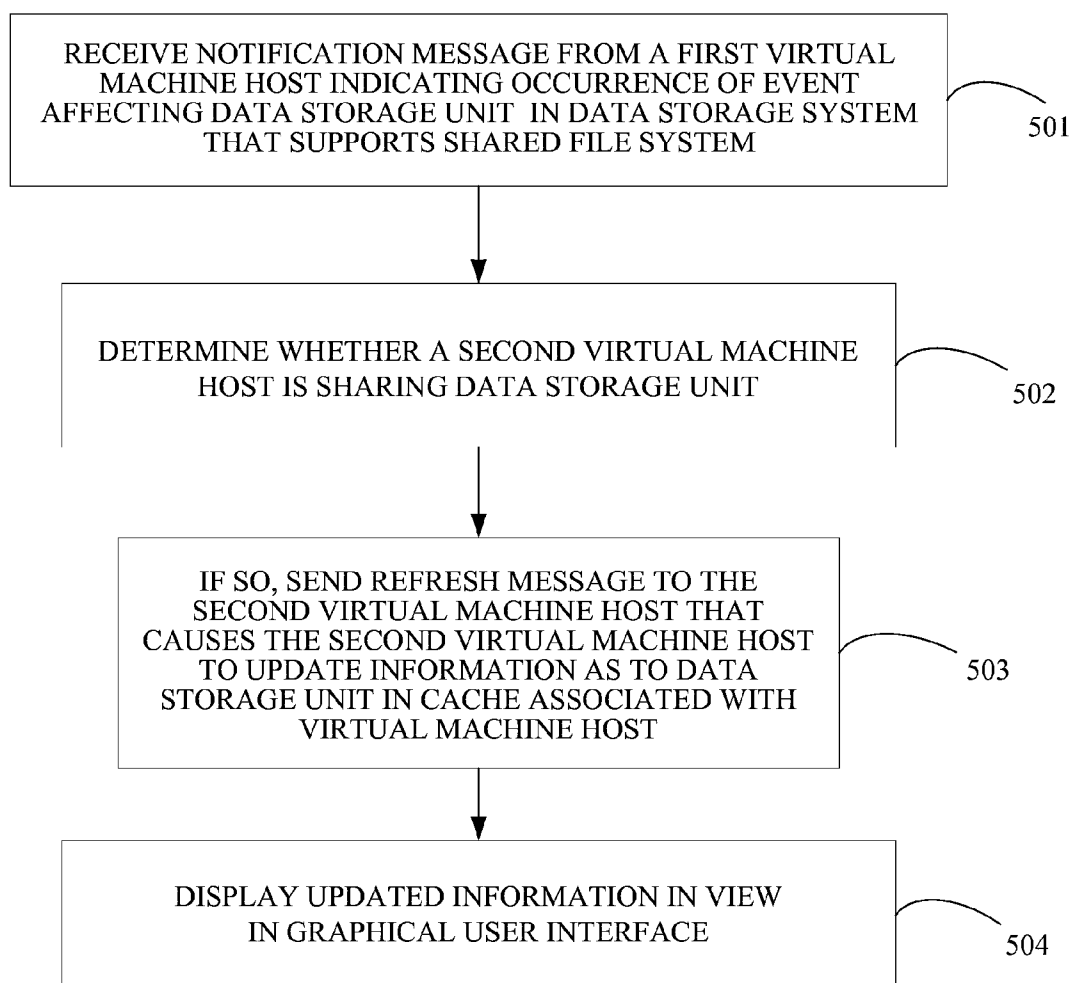 RECEIVE NOTIFICATION MESSAGE FROM A FIRST VIRTUAL
MACHINE HOST INDICATING OCCURRENCE OF EVENT
AFFECTING DATA STORAGE UNIT IN DATA STORAGE SYSTEM
THAT SUPPORTS SHARED FILE SYSTEM
501
DETERMINE WHETHER A SECOND VIRTUAL MACHINE
HOST IS SHARING DATA STORAGE UNIT
502
IF SO, SEND REFRESH MESSAGE TO THE
SECOND VIRTUAL MACHINE HOST THAT
CAUSES THE SECOND VIRTUAL MACHINE HOST
TO UPDATE INFORMATION AS TO DATA
STORAGE UNIT IN CACHE ASSOCIATED WITH
VIRTUAL MACHINE HOST
503
DISPLAY UPDATED INFORMATION IN VIEW
IN GRAPHICAL USER INTERFACE
504